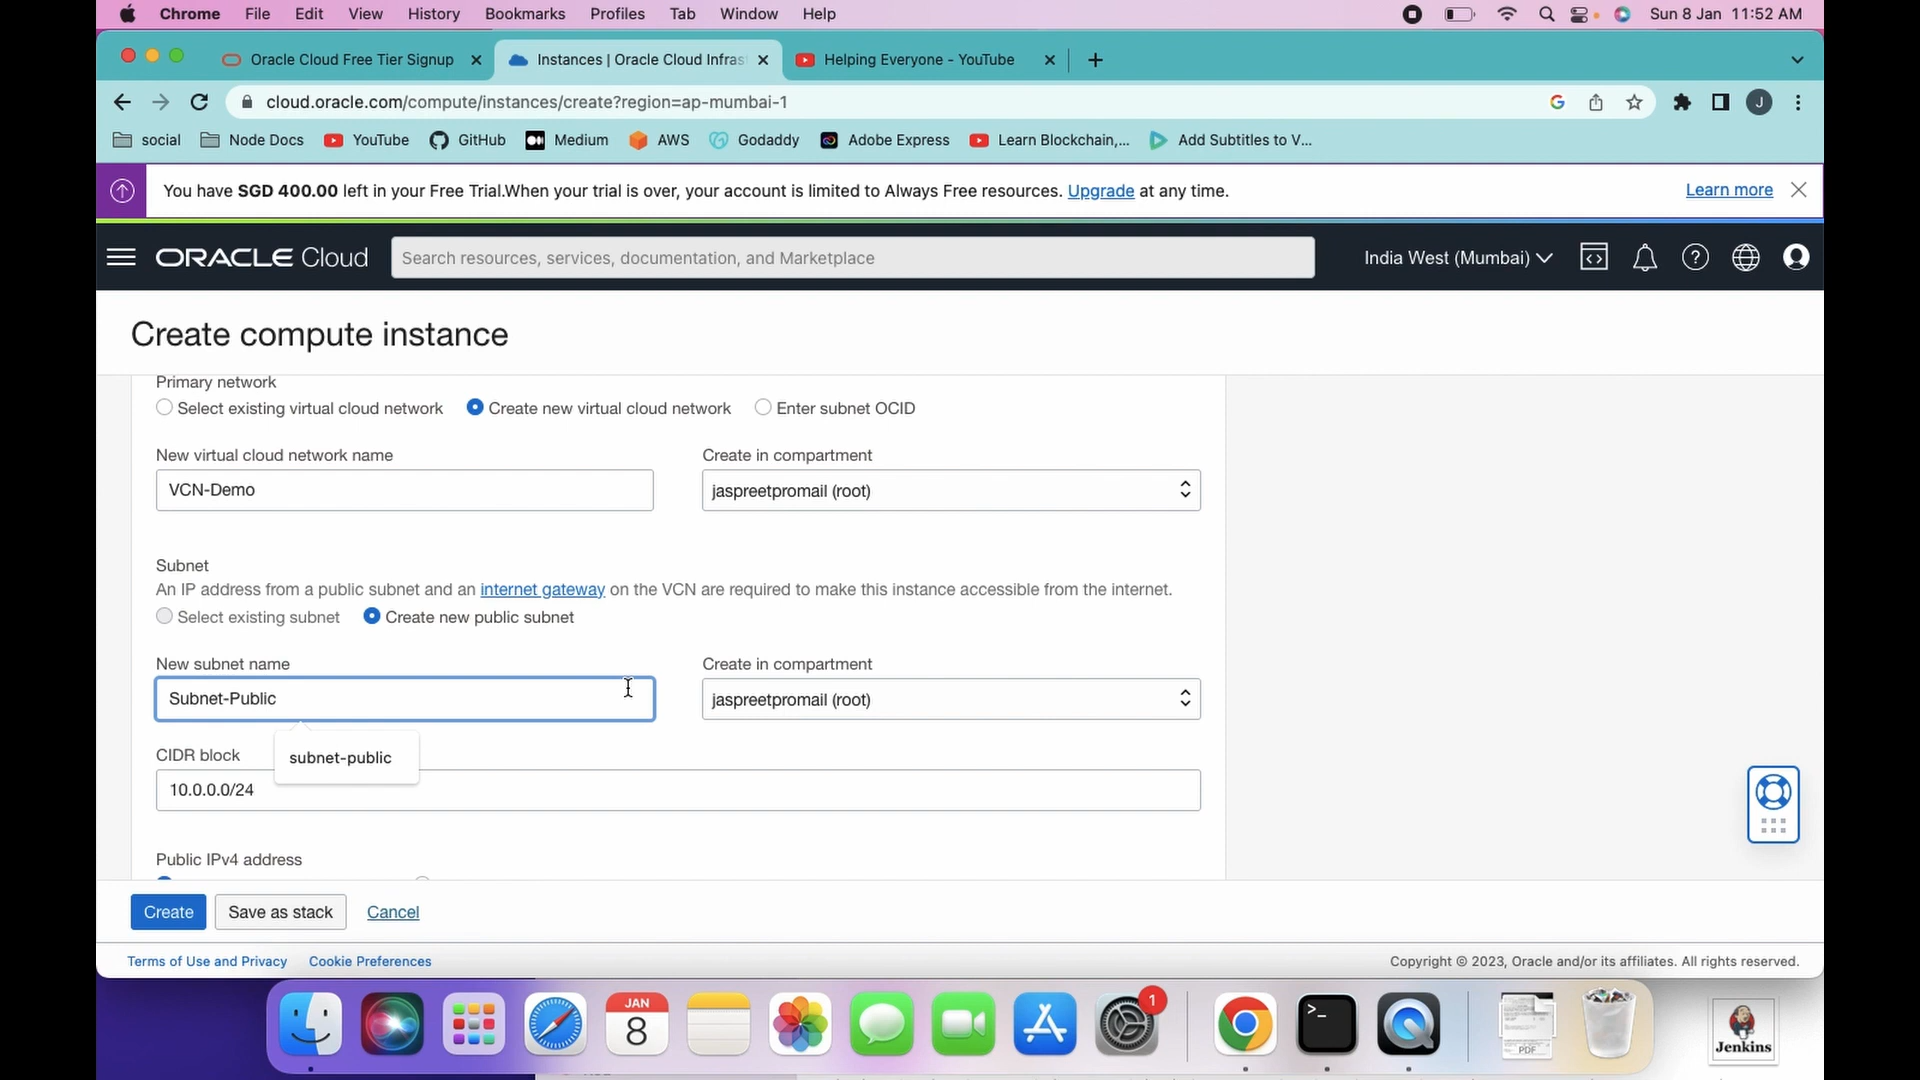 Chrome File Edit View History Bookmarks Profiles Tab Window Help Sun 8 Jan 11:52 AM
Oracle Cloud Free Tier Signup Instances | Oracle Cloud Infras Helping Everyone - YouTube
cloud.oracle.com/compute/instances/create?region=ap-mumbai-1 J
social Node Docs YouTube GitHub Medium AWS Godaddy Adobe Express Learn Blockchain,... Add Subtitles to V...
You have SGD 400.00 left in your Free Trial.When your trial is over, your account is limited to Always Free resources. Upgrade at any time. Learn more
ORACLE Cloud Search resources, services, documentation, and Marketplace India West (Mumbai)
Create compute instance
Primary network
Select existing virtual cloud network Create new virtual cloud network Enter subnet OCID
New virtual cloud network name Create in compartment
VCN-Demo jaspreetpromail (root)
Subnet
An IP address from a public subnet and an internet gateway on the VCN are required to make this instance accessible from the internet.
Select existing subnet Create new public subnet
New subnet name Create in compartment
Subnet-Public jaspreetpromail (root)
CIDR block subnet-public
10.0.0.0/24
Public IPv4 address
Create Save as stack Cancel
Terms of Use and Privacy Cookie Preferences Copyright © 2023, Oracle and/or its affiliates. All rights reserved.
JAN 1
8 >_
PDF
Jenkins